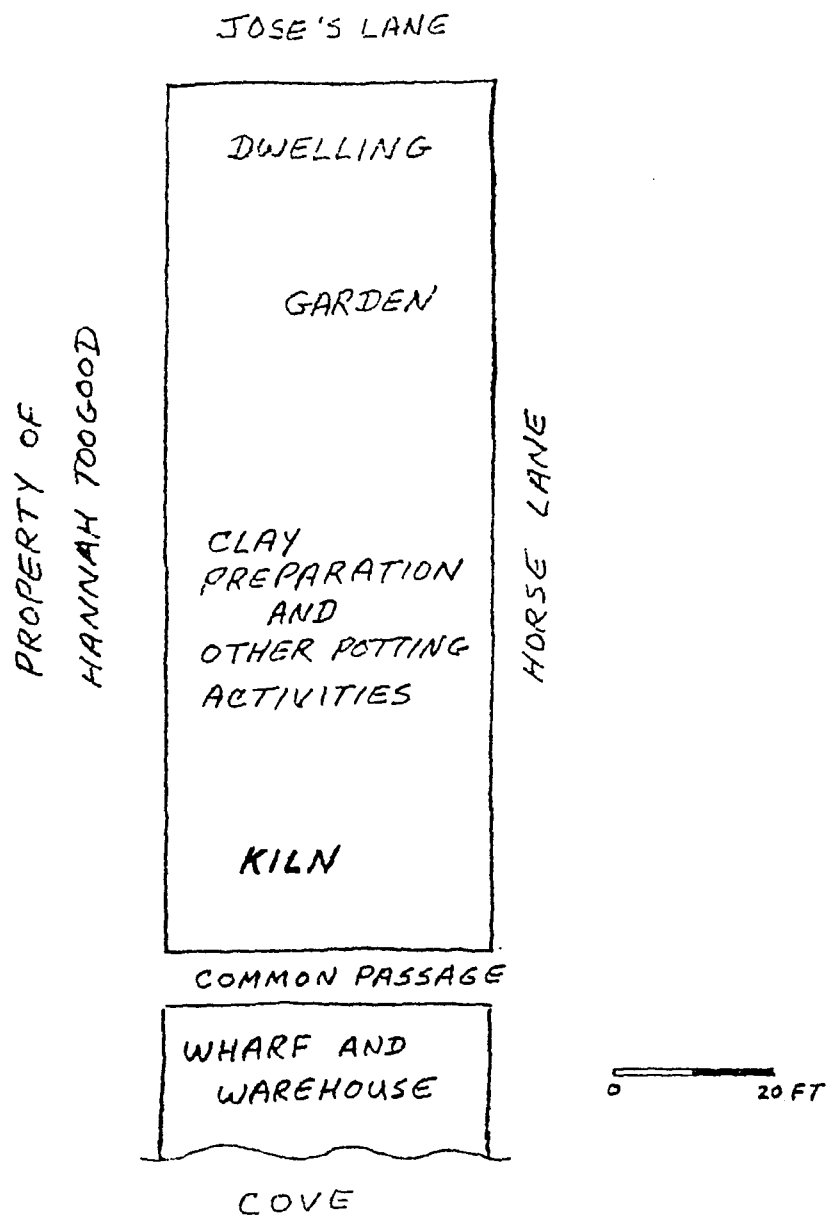 JOSE'S LANE
DWELLING
GARDEN
PROPERTY OF
HANNAH TOOGOOD
HORSE LANE
CLAY
PREPARATION
AND
OTHER POTTING
ACTIVITIES
KILN
COMMON PASSAGE
WHARF AND
WAREHOUSE
0 20 FT
COVE